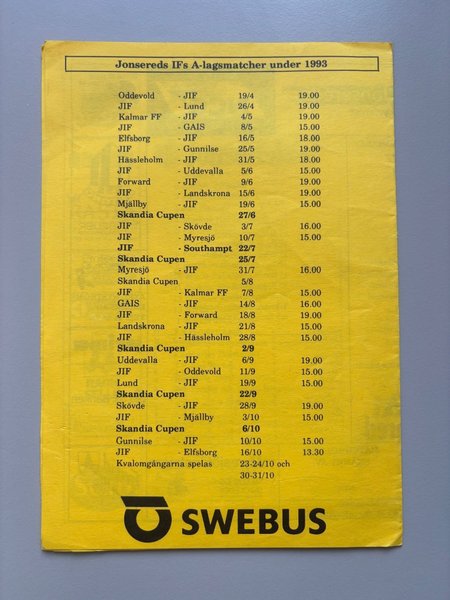 Jonsereds IFs A-lagsmatcher under 1993
Oddevold - JIF 19/4 19.00
JIF - Lund 26/4 19.00
Kalmar FF - JIF 4/5 19.00
JIF - GAIS 8/5 15.00
Elfsborg - JIF 16/5 18.00
JIF - Gunnilse 25/5 19.00
Hässleholm - JIF 31/5 18.00
JIF - Uddevalla 5/6 15.00
Forward - JIF 9/6 19.00
JIF - Landskrona 15/6 19.00
Mjällby - JIF 19/6 15.00
Skandia Cupen 27/6
JIF - Skövde 3/7 16.00
JIF - Myresjö 10/7 15.00
JIF - Southampt 22/7
Skandia Cupen 25/7
Myresjö - JIF 31/7 16.00
Skandia Cupen 5/8
JIF - Kalmar FF 7/8 15.00
GAIS - JIF 14/8 16.00
JIF - Forward 18/8 19.00
Landskrona - JIF 21/8 15.00
JIF - Hässleholm 28/8 15.00
Skandia Cupen 2/9
Uddevalla - JIF 6/9 19.00
JIF - Oddevold 11/9 15.00
Lund - JIF 19/9 15.00
Skandia Cupen 22/9
Skövde - JIF 28/9 19.00
JIF - Mjällby 3/10 15.00
Skandia Cupen 6/10
Gunnilse - JIF 10/10 15.00
JIF - Elfsborg 16/10 13.30
Kvalomgångarna spelas 23-24/10 och
30-31/10
SWEBUS